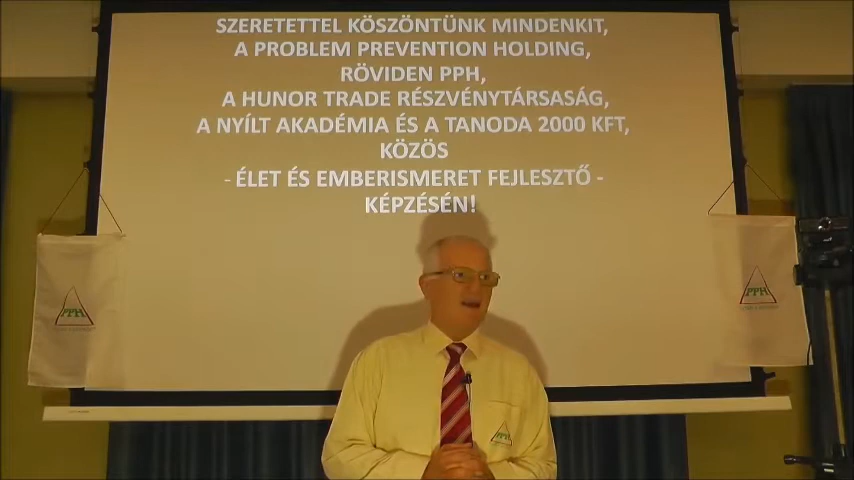 SZERETETTEL KÖSZÖNTÜNK MINDENKIT,
A PROBLEM PREVENTION HOLDING,
RÖVIDEN PPH,
A HUNOR TRADE RÉSZVÉNYTÁRSASÁG,
A NYÍLT AKADÉMIA ÉS A TANODA 2000 KFT,
KÖZÖS
- ÉLET ÉS EMBERISMERET FEJLESZTŐ -
KÉPZÉSÉN!
PPH
PPH
PPH